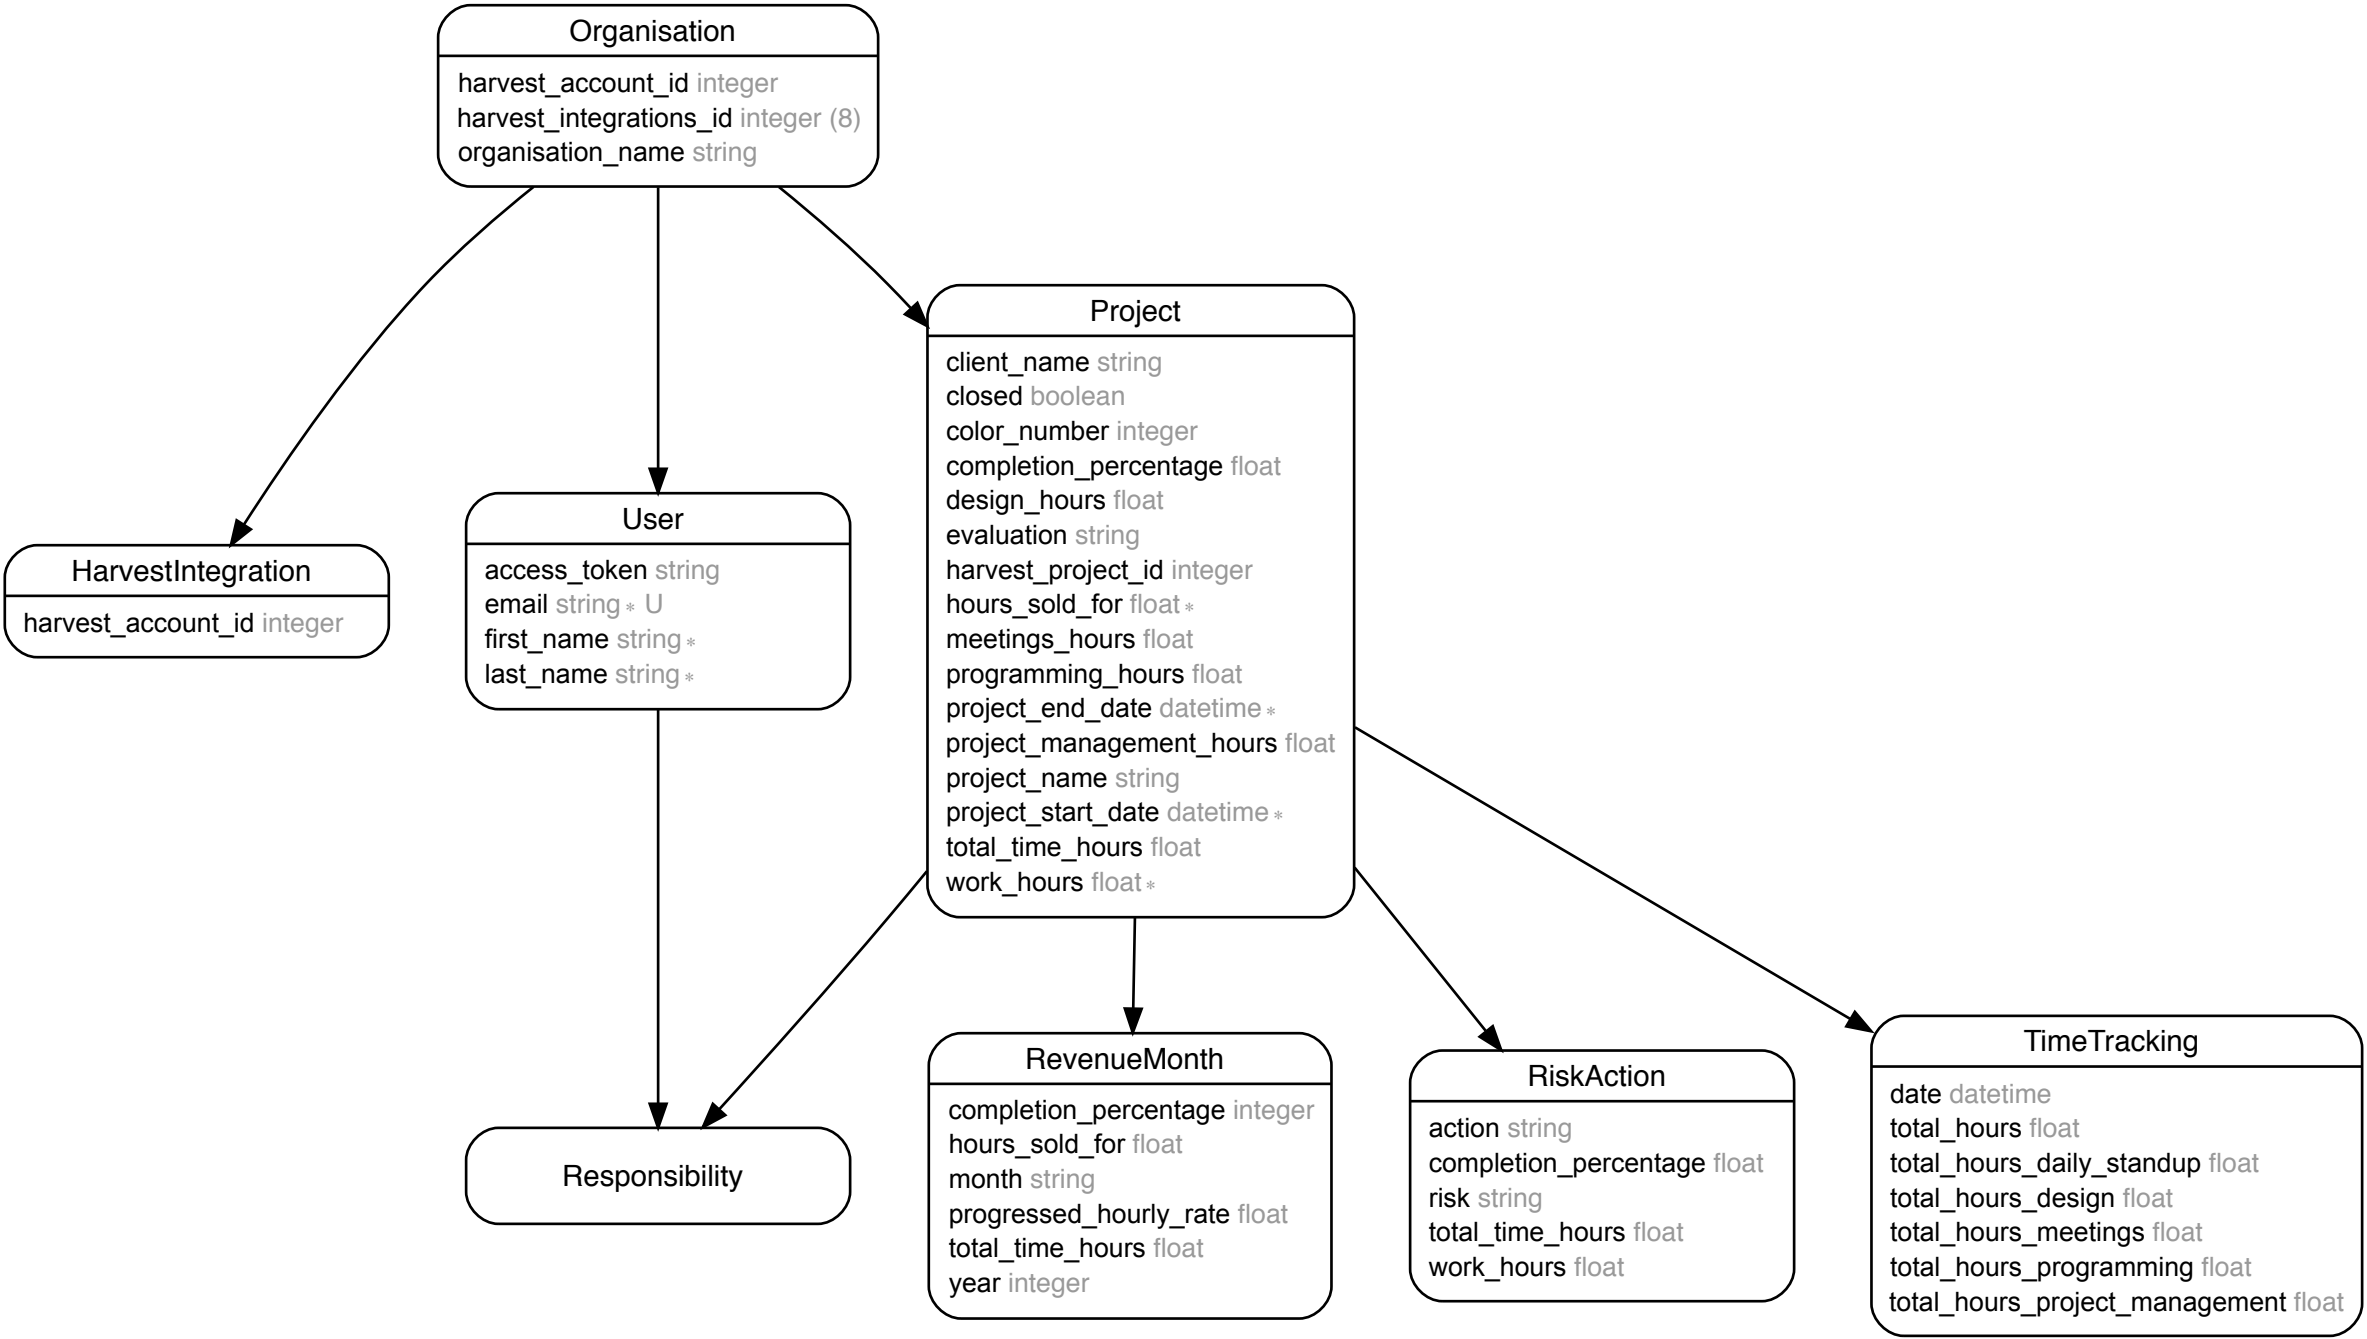 Organisation
harvest_account_id integer
harvest_integrations_id integer (8)
organisation_name string
Project
client_name string
closed boolean
color_number integer
completion_percentage float
design_hours float
evaluation string
harvest_project_id integer
hours_sold_for float *
meetings_hours float
programming_hours float
project_end_date datetime *
project_management_hours float
project_name string
project_start_date datetime *
total_time_hours float
work_hours float *
HarvestIntegration
harvest_account_id integer
User
access_token string
email string * U
first_name string *
last_name string *
Responsibility
RevenueMonth
completion_percentage integer
hours_sold_for float
month string
progressed_hourly_rate float
total_time_hours float
year integer
RiskAction
action string
completion_percentage float
risk string
total_time_hours float
work_hours float
TimeTracking
date datetime
total_hours float
total_hours_daily_standup float
total_hours_design float
total_hours_meetings float
total_hours_programming float
total_hours_project_management float